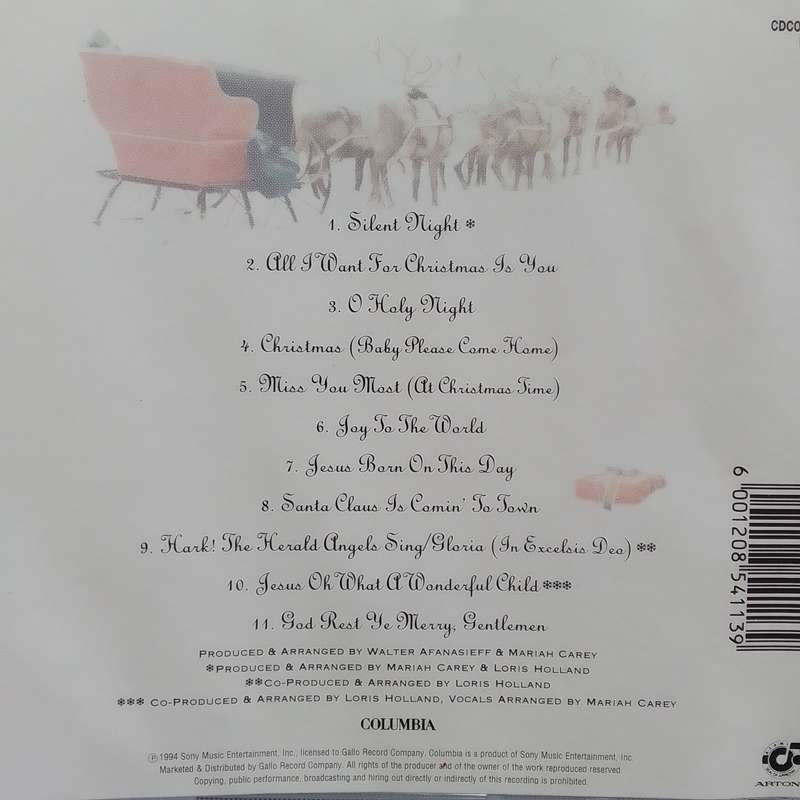 CDCO
1. Silent Night ❄
2. All I Want For Christmas Is You
3. O Holy Night
4. Christmas (Baby Please Come Home)
5. Miss You Most (At Christmas Time)
6. Joy To The World
7. Jesus Born On This Day
8. Santa Claus Is Comin' To Town
9. Hark! The Herald Angels Sing/Gloria (In Excelsis Deo) ❄❄
10. Jesus Oh What A Wonderful Child ❄❄❄
11. God Rest Ye Merry, Gentlemen
6 001208 541139
Produced & Arranged by Walter Afanasieff & Mariah Carey
❄Produced & Arranged by Mariah Carey & Loris Holland
❄❄Co-Produced & Arranged by Loris Holland
❄❄❄ Co-Produced & Arranged by Loris Holland, Vocals Arranged by Mariah Carey
COLUMBIA
℗1994 Sony Music Entertainment, Inc., licensed to Gallo Record Company. Columbia is a product of Sony Music Entertainment, Inc.
Marketed & Distributed by Gallo Record Company. All rights of the producer and of the owner of the work reproduced reserved.
Copying, public performance, broadcasting and hiring out directly or indirectly of this recording is prohibited.
ARTON